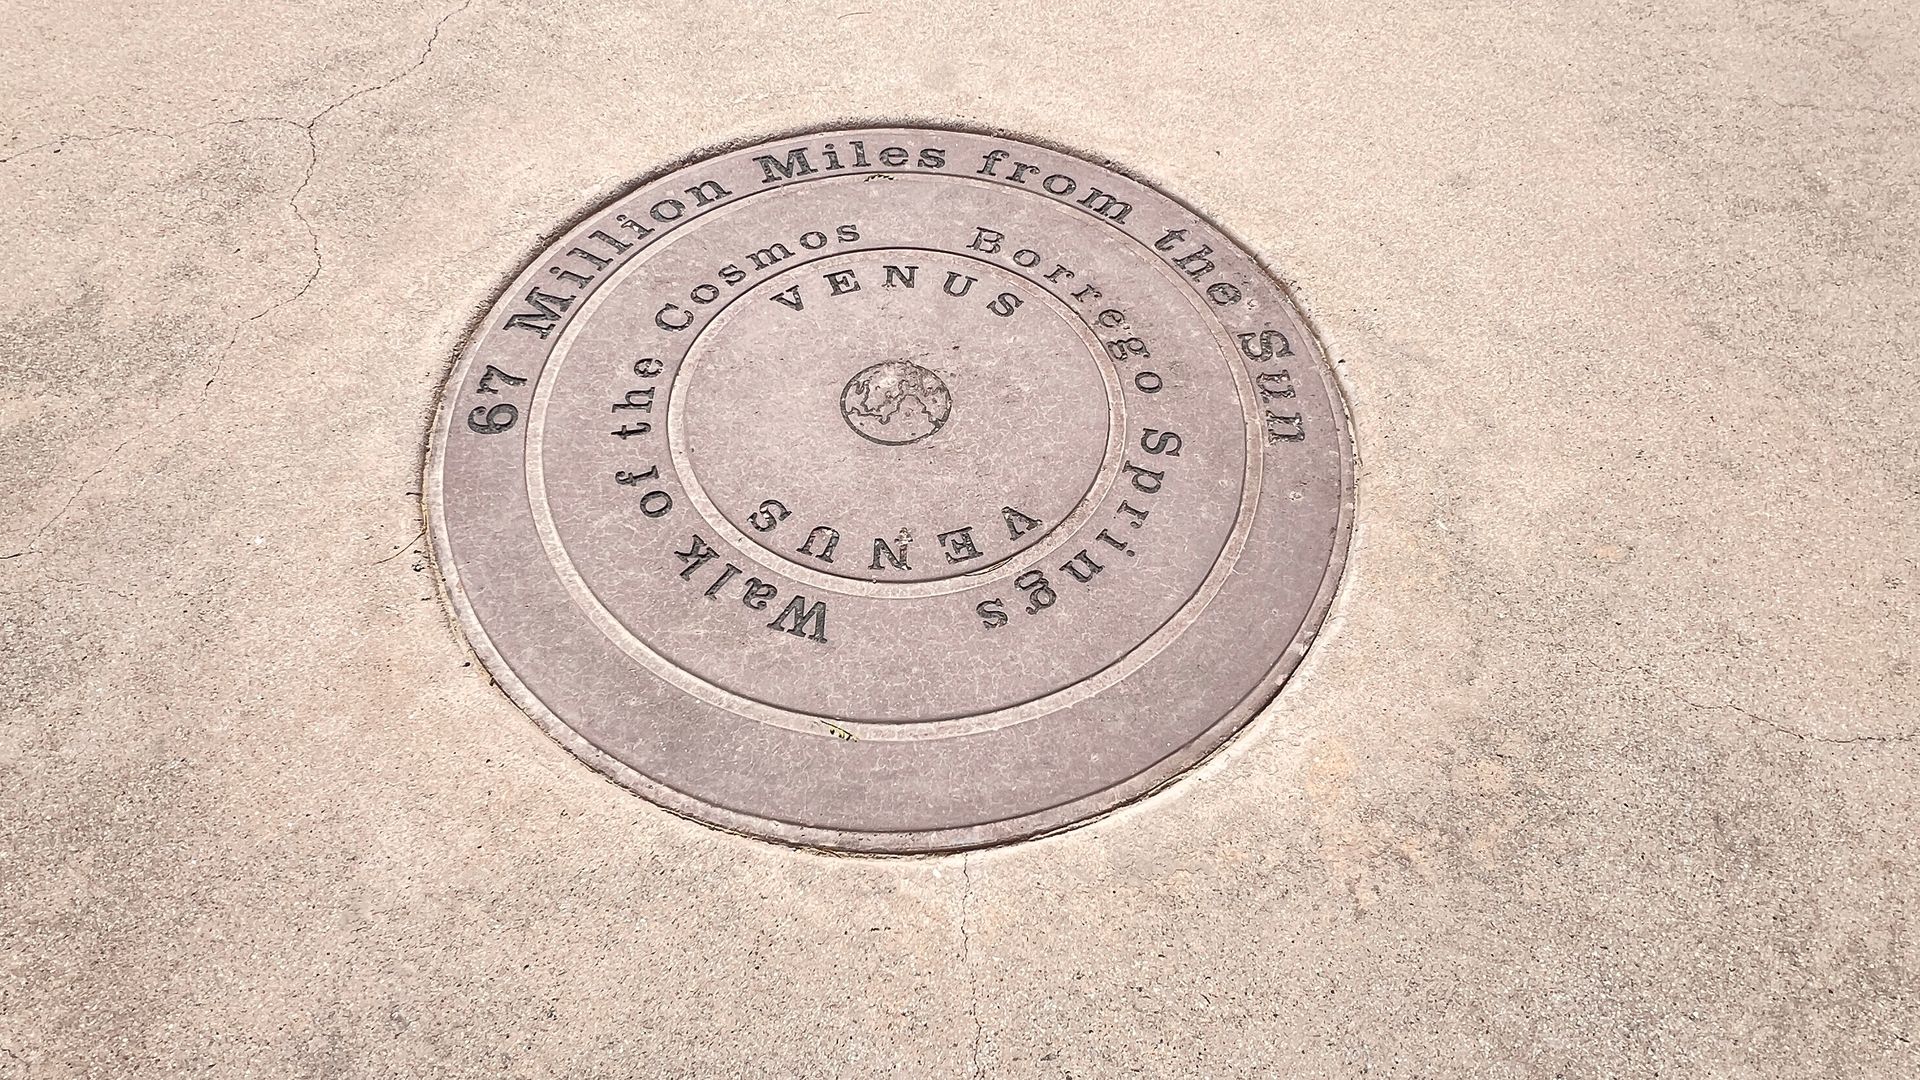 67 Million Miles from the Sun
Walk of the Cosmos
Borrego Springs
VENUS
VENUS